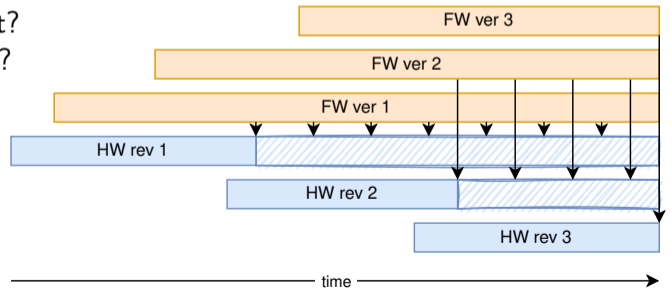 t?
FW ver 3
?
FW ver 2
FW ver 1
HW rev 1
HW rev 2
HW rev 3
time